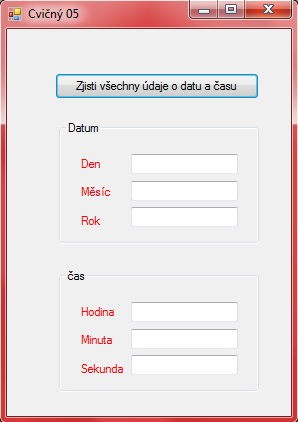 Cvičný 05
Zjisti všechny údaje o datu a času
Datum
Den
Měsíc
Rok
čas
Hodina
Minuta
Sekunda